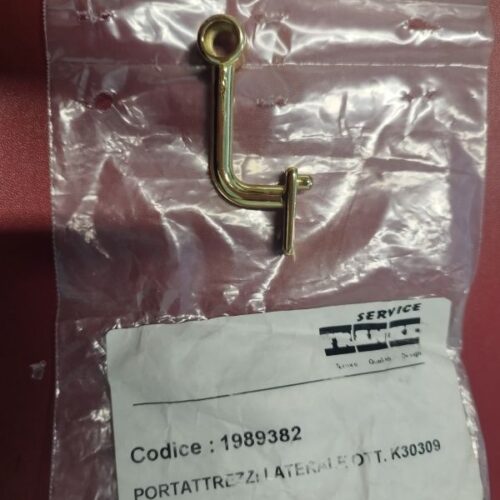 SERVICE
Codice : 1989382
PORTATTREZZI LATERALE OTT. K30309